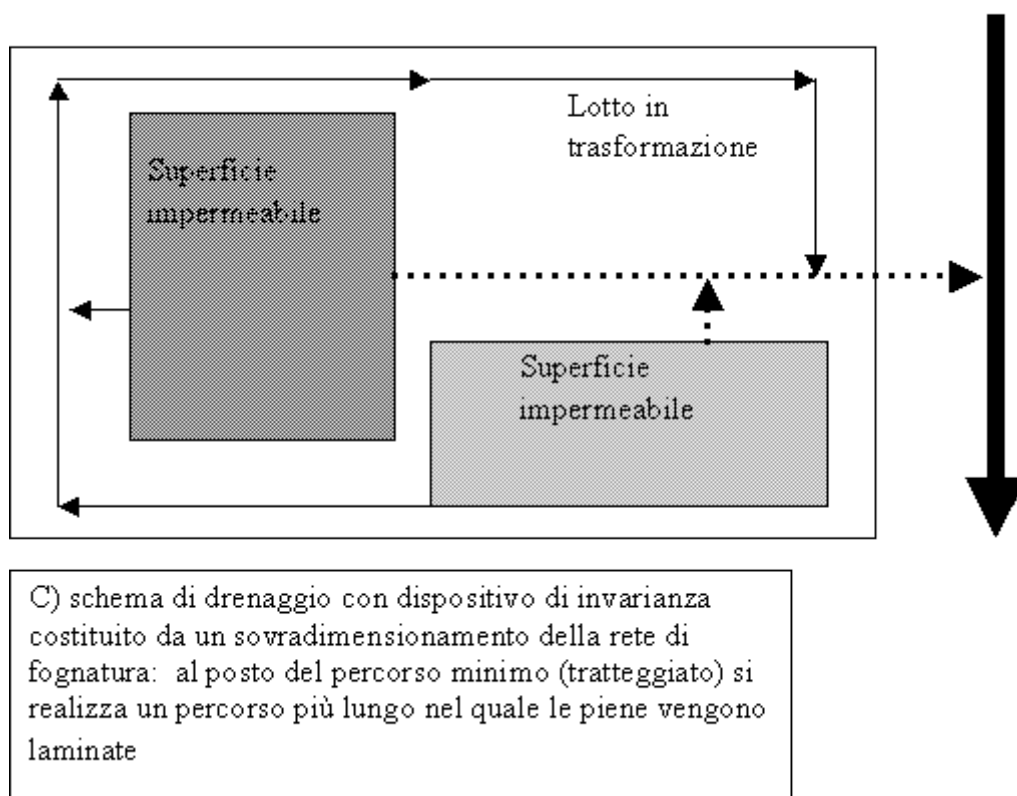 Lotto in
trasformazione
Superficie
impermeabile
Superficie
impermeabile
C) schema di drenaggio con dispositivo di invarianza
costituito da un sovradimensionamento della rete di
fognatura:  al posto del percorso minimo (tratteggiato) si
realizza un percorso più lungo nel quale le piene vengono
laminate